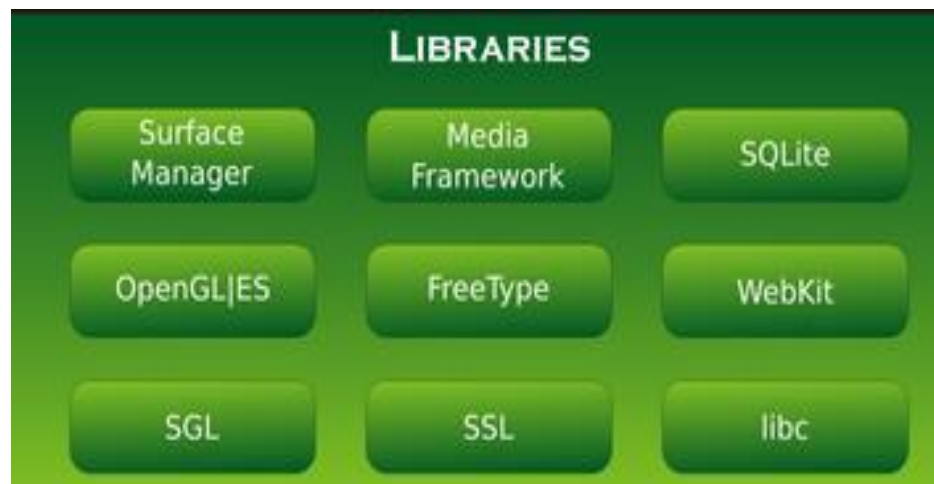 LIBRARIES
Surface
Manager
Media
Framework
SQLite
OpenGL|ES
FreeType
WebKit
SGL
SSL
libc